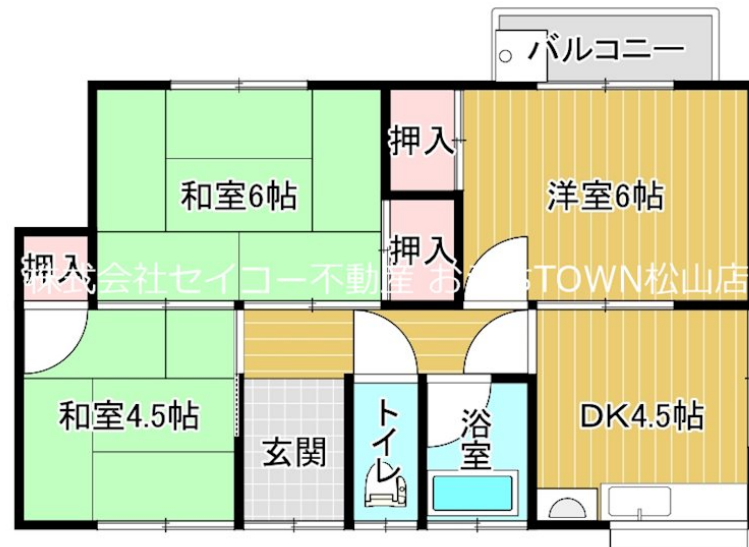 バルコニー
押入
和室6帖
洋室6帖
押入
押入
株式会社セイコー不動産 お STOWN松山店
和室4.5帖
玄関
トイレ
浴室
DK4.5帖